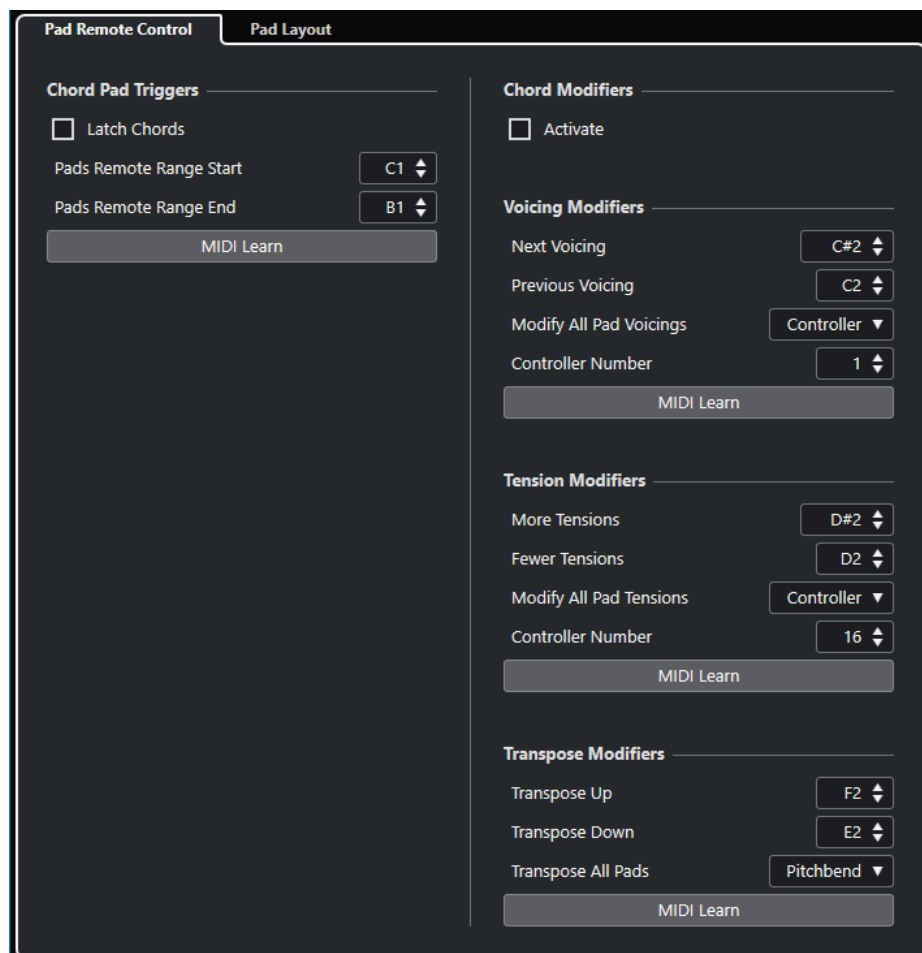 Pad Remote Control
Pad Layout
Chord Pad Triggers
Latch Chords
Pads Remote Range Start C1
Pads Remote Range End B1
MIDI Learn
Chord Modifiers
Activate
Voicing Modifiers
Next Voicing C#2
Previous Voicing C2
Modify All Pad Voicings Controller
Controller Number 1
MIDI Learn
Tension Modifiers
More Tensions D#2
Fewer Tensions D2
Modify All Pad Tensions Controller
Controller Number 16
MIDI Learn
Transpose Modifiers
Transpose Up F2
Transpose Down E2
Transpose All Pads Pitchbend
MIDI Learn